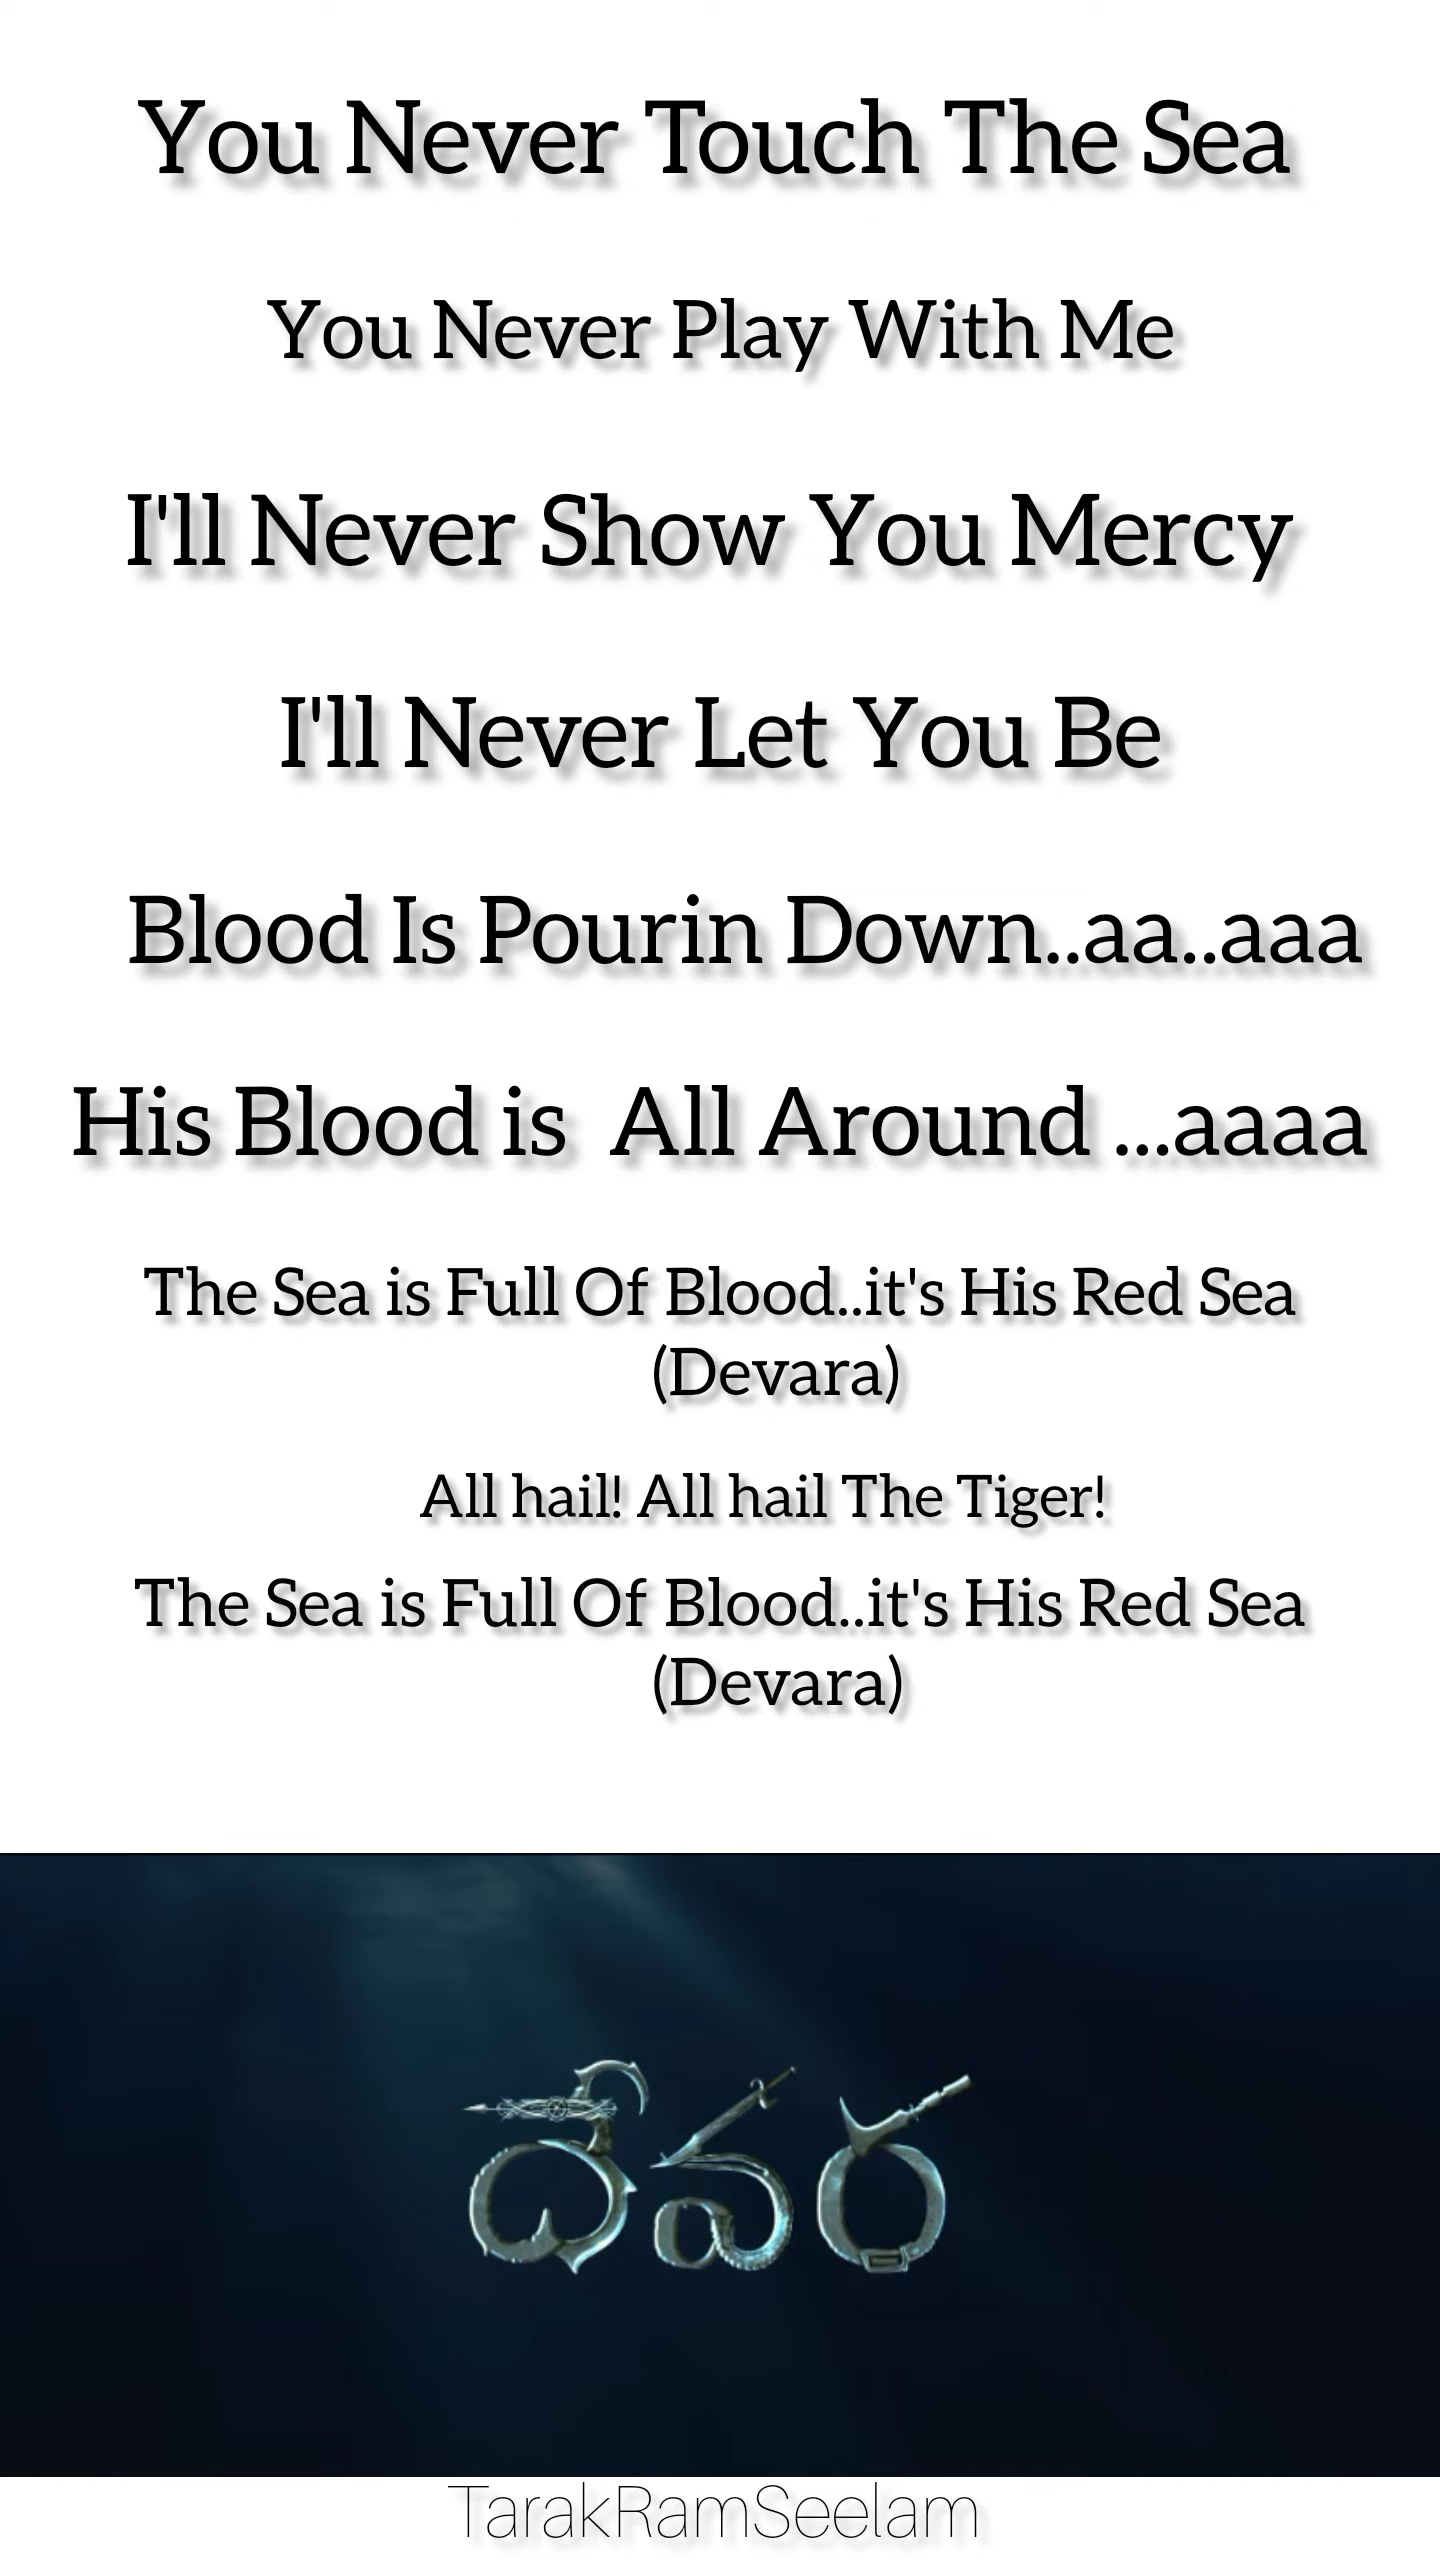 You Never Touch The Sea
You Never Play With Me
I'll Never Show You Mercy
I'll Never Let You Be
Blood Is Pourin Down..aa..aaa
His Blood is  All Around ...aaaa
The Sea is Full Of Blood..it's His Red Sea
(Devara)
All hail! All hail The Tiger!
The Sea is Full Of Blood..it's His Red Sea
(Devara)
దేవర
TarakRamSeelam